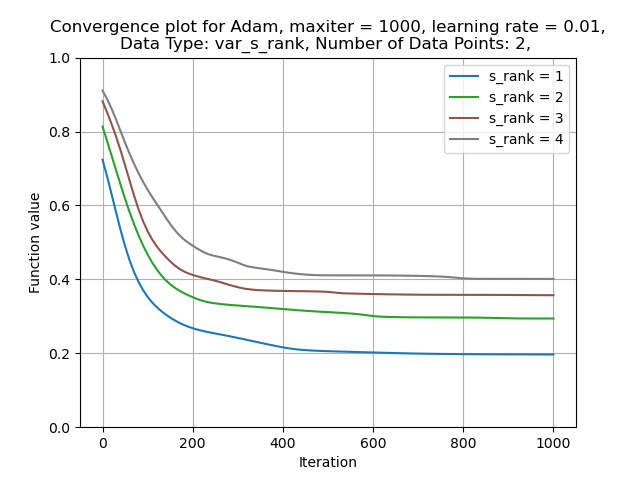 Convergence plot for Adam, maxiter = 1000, learning rate = 0.01,
Data Type: var_s_rank, Number of Data Points: 2,
1.0
0.8
0.6
0.4
0.2
0.0
Function value
s_rank = 1
s_rank = 2
s_rank = 3
s_rank = 4
0 200 400 600 800 1000
Iteration